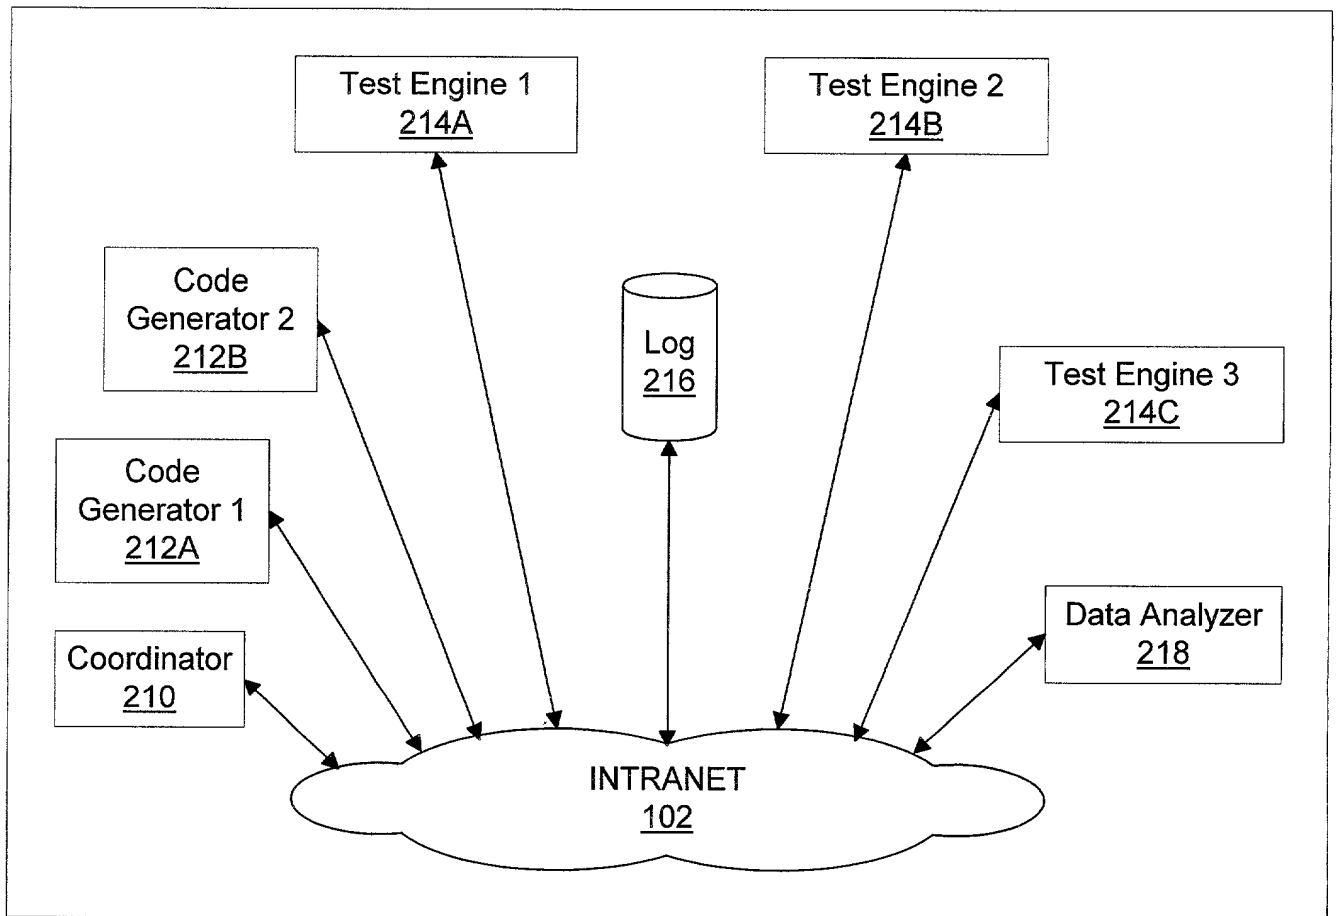 Test Engine 1
214A
Test Engine 2
214B
Code
Generator 2
212B
Log
216
Test Engine 3
214C
Code
Generator 1
212A
Data Analyzer
218
Coordinator
210
INTRANET
102